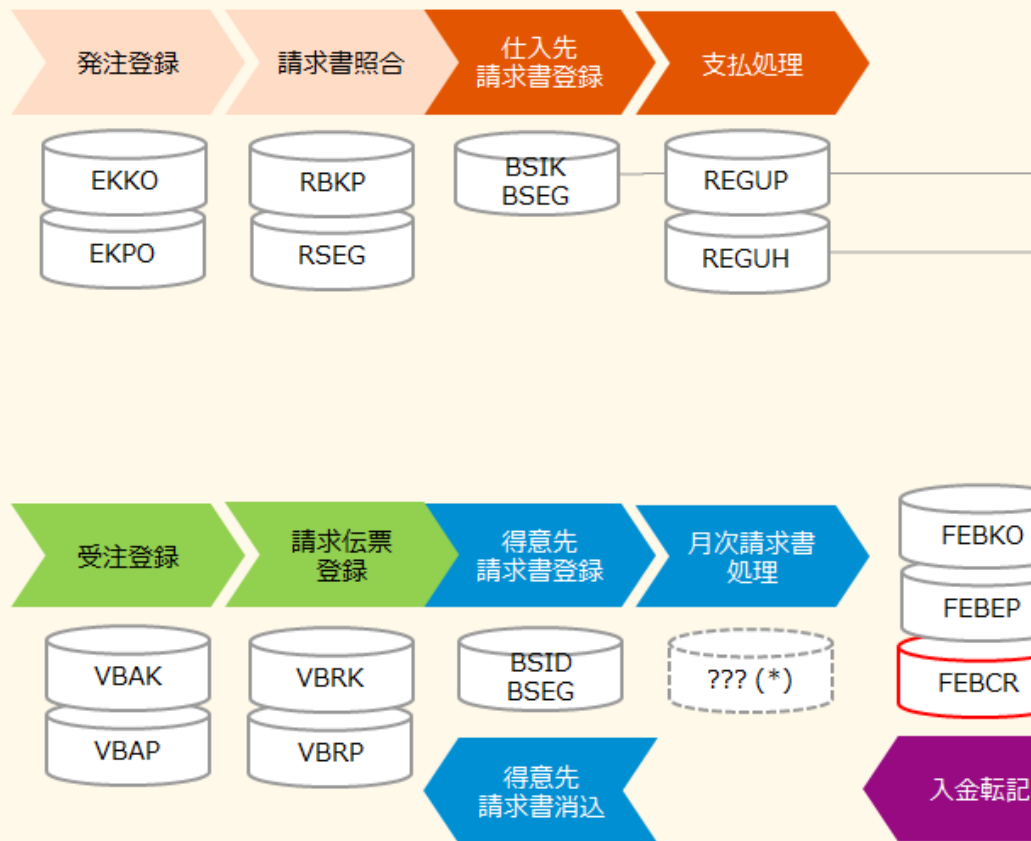 発注登録
請求書照合
仕入先
請求書登録
支払処理
EKKO
EKPO
RBKP
RSEG
BSIK
BSEG
REGUP
REGUH
受注登録
請求伝票
登録
得意先
請求書登録
月次請求書
処理
VBAK
VBAP
VBRK
VBRP
BSID
BSEG
??? (*)
FEBKO
FEBEP
FEBCR
得意先
請求書消込
入金転記